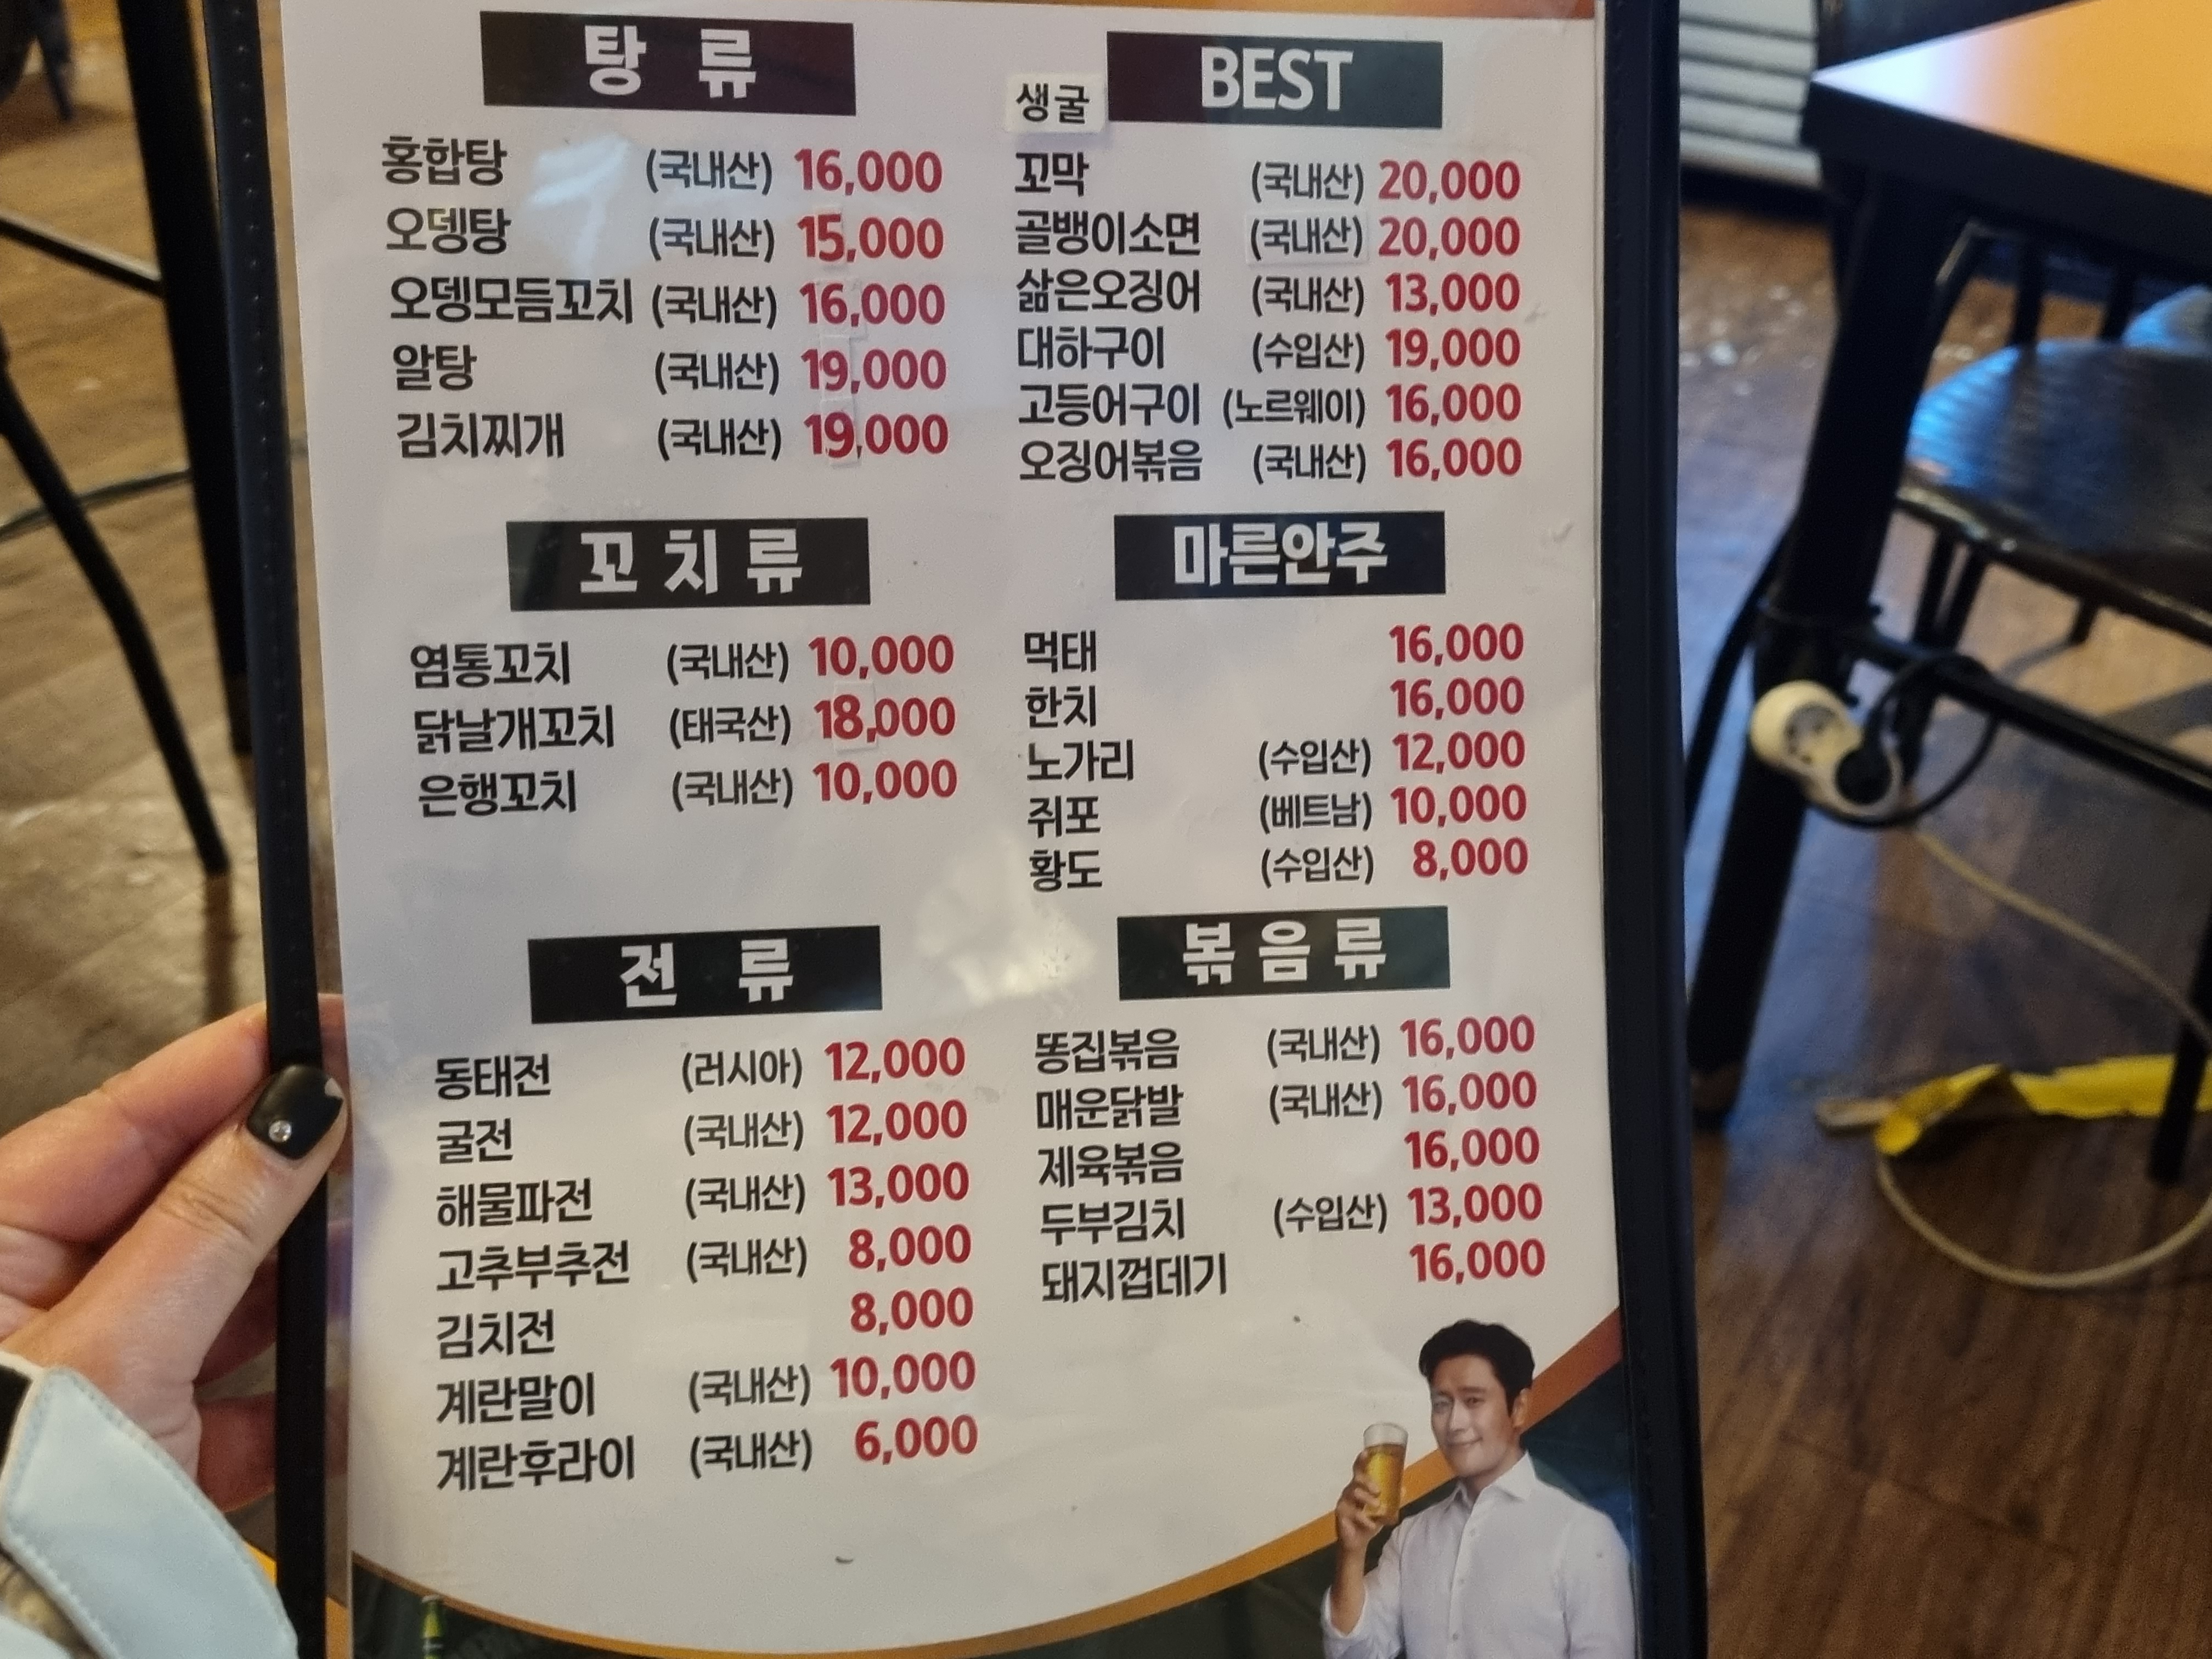 탕 류
홍합탕 (국내산) 16,000
오뎅탕 (국내산) 15,000
오뎅모듬꼬치 (국내산) 16,000
알탕 (국내산) 19,000
김치찌개 (국내산) 19,000
꼬 치 류
염통꼬치 (국내산) 10,000
닭날개꼬치 (태국산) 18,000
은행꼬치 (국내산) 10,000
전 류
동태전 (러시아) 12,000
굴전 (국내산) 12,000
해물파전 (국내산) 13,000
고추부추전 (국내산) 8,000
김치전 8,000
계란말이 (국내산) 10,000
계란후라이 (국내산) 6,000
BEST
생굴
꼬막 (국내산) 20,000
골뱅이소면 (국내산) 20,000
삶은오징어 (국내산) 13,000
대하구이 (수입산) 19,000
고등어구이 (노르웨이) 16,000
오징어볶음 (국내산) 16,000
마른안주
먹태 16,000
한치 16,000
노가리 (수입산) 12,000
쥐포 (베트남) 10,000
황도 (수입산) 8,000
볶 음 류
똥집볶음 (국내산) 16,000
매운닭발 (국내산) 16,000
제육볶음 16,000
두부김치 (수입산) 13,000
돼지껍데기 16,000